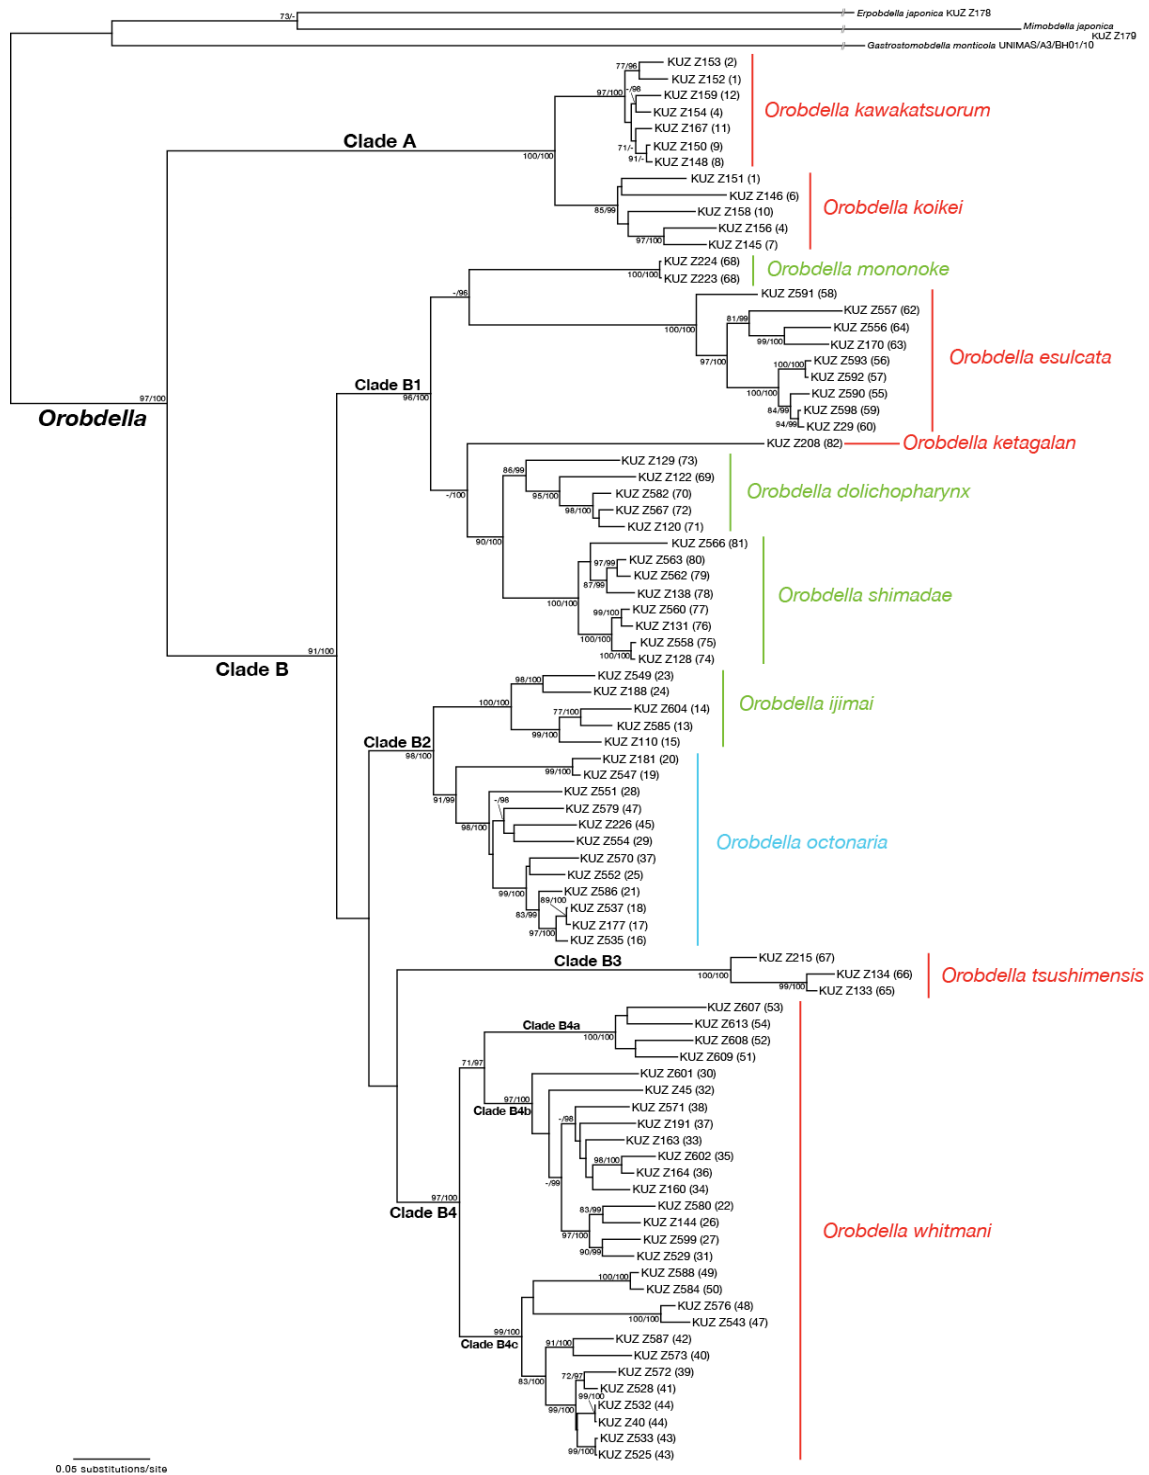 73/-
Erpobdella japonica KUZ Z178
Mimobdella japonica
KUZ Z179
Gastrostomobdella monticola UNIMAS/A3/BH01/10
77/96
KUZ Z153 (2)
KUZ Z152 (1)
97/100
-/98
KUZ Z159 (12)
KUZ Z154 (4)
Orobdella kawakatsuorum
KUZ Z167 (11)
Clade A
71/-
KUZ Z150 (9)
100/100
91/-
KUZ Z148 (8)
KUZ Z151 (1)
KUZ Z146 (6)
85/99
KUZ Z158 (10)
Orobdella koikei
KUZ Z156 (4)
97/100
KUZ Z145 (7)
KUZ Z224 (68)
100/100
KUZ Z223 (68)
Orobdella mononoke
-/96
KUZ Z591 (58)
KUZ Z557 (62)
81/99
100/100
KUZ Z556 (64)
99/100
KUZ Z170 (63)
97/100
KUZ Z593 (56)
Orobdella esulcata
100/100
KUZ Z592 (57)
Clade B1
96/100
100/100
KUZ Z590 (55)
84/99
KUZ Z598 (59)
94/99
KUZ Z29 (60)
97/100
Orobdella
KUZ Z208 (82)
Orobdella ketagalan
KUZ Z129 (73)
86/99
KUZ Z122 (69)
-/100
95/100
KUZ Z582 (70)
Orobdella dolichopharynx
98/100
KUZ Z567 (72)
KUZ Z120 (71)
90/100
KUZ Z566 (81)
97/99
KUZ Z563 (80)
KUZ Z562 (79)
87/99
KUZ Z138 (78)
Orobdella shimadae
100/100
99/100
KUZ Z560 (77)
KUZ Z131 (76)
100/100
KUZ Z558 (75)
100/100
KUZ Z128 (74)
91/100
Clade B
98/100
KUZ Z549 (23)
KUZ Z188 (24)
100/100
77/100
KUZ Z604 (14)
Orobdella ijimai
KUZ Z585 (13)
99/100
KUZ Z110 (15)
Clade B2
98/100
KUZ Z181 (20)
99/100
KUZ Z547 (19)
91/99
KUZ Z551 (28)
-/98
KUZ Z579 (47)
98/100
KUZ Z226 (45)
KUZ Z554 (29)
Orobdella octonaria
KUZ Z570 (37)
KUZ Z552 (25)
99/100
KUZ Z586 (21)
89/100
KUZ Z537 (18)
83/99
KUZ Z177 (17)
97/100
KUZ Z535 (16)
Clade B3
KUZ Z215 (67)
100/100
KUZ Z134 (66)
Orobdella tsushimensis
99/100
KUZ Z133 (65)
KUZ Z607 (53)
Clade B4a
KUZ Z613 (54)
100/100
KUZ Z608 (52)
KUZ Z609 (51)
71/97
KUZ Z601 (30)
97/100
KUZ Z45 (32)
Clade B4b
KUZ Z571 (38)
-/98
KUZ Z191 (37)
KUZ Z163 (33)
KUZ Z602 (35)
98/100
KUZ Z164 (36)
-/99
KUZ Z160 (34)
97/100
Clade B4
KUZ Z580 (22)
83/99
KUZ Z144 (26)
97/100
KUZ Z599 (27)
Orobdella whitmani
90/99
KUZ Z529 (31)
KUZ Z588 (49)
100/100
KUZ Z584 (50)
KUZ Z576 (48)
100/100
KUZ Z543 (47)
99/100
Clade B4c
KUZ Z587 (42)
91/100
KUZ Z573 (40)
83/100
KUZ Z572 (39)
72/97
KUZ Z528 (41)
99/100
KUZ Z532 (44)
99/100
KUZ Z40 (44)
KUZ Z533 (43)
99/100
KUZ Z525 (43)
0.05 substitutions/site